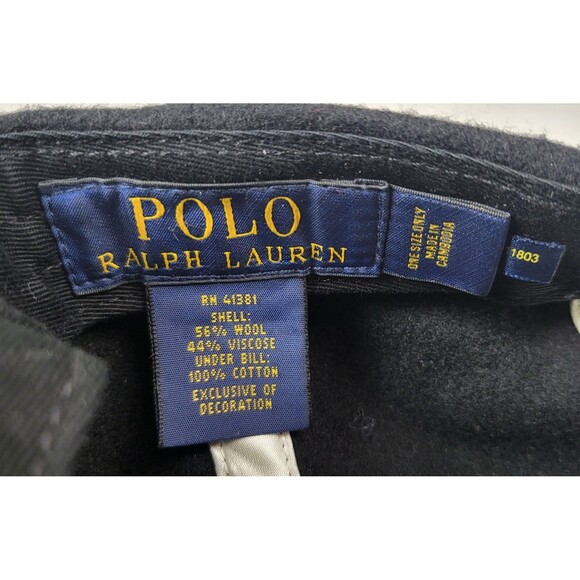 POLO
RALPH LAUREN
ONE SIZE ONLY
MADE IN
CAMBODIA
1803
RN 41381
SHELL:
56% WOOL
44% VISCOSE
UNDER BILL:
100% COTTON
EXCLUSIVE OF
DECORATION